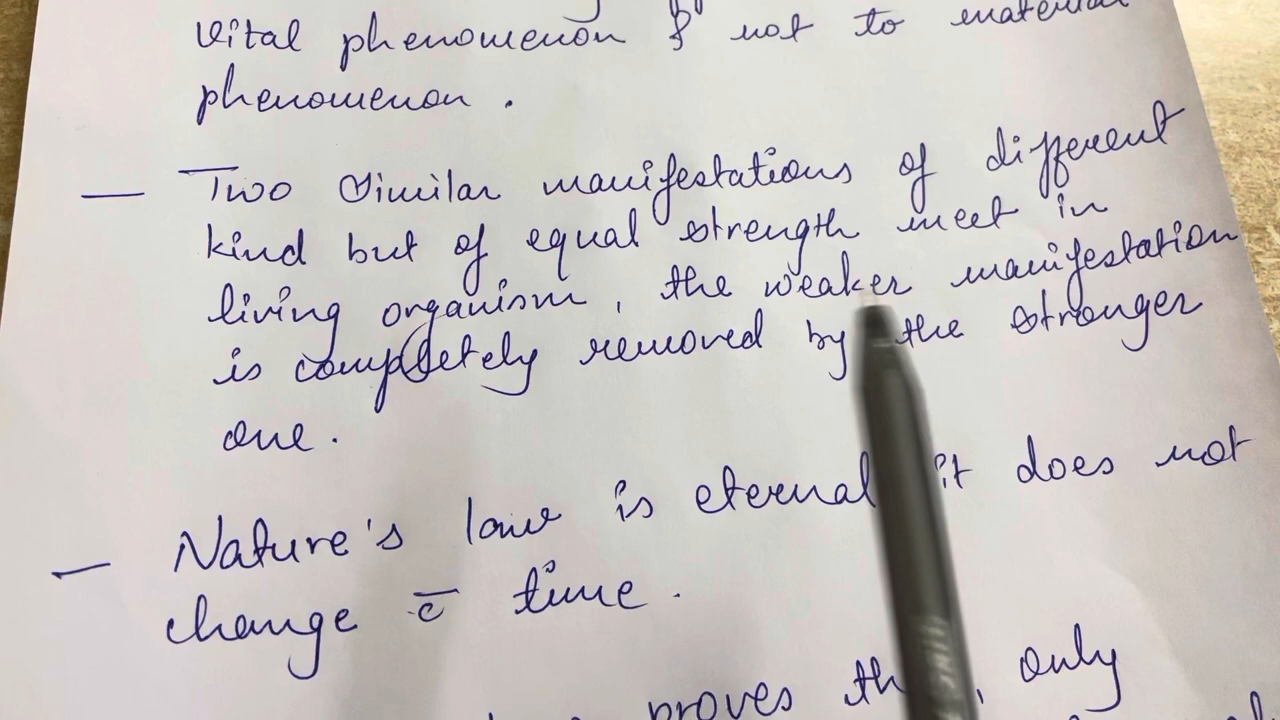 vital phenomenon & not to material
phenomenon.
— Two similar manifestations of different
kind but of equal strength meet in
living organism, the weaker manifestation
is completely removed by the stronger
one.
— Nature's law is eternal it does not
change c̄ time.
proves only